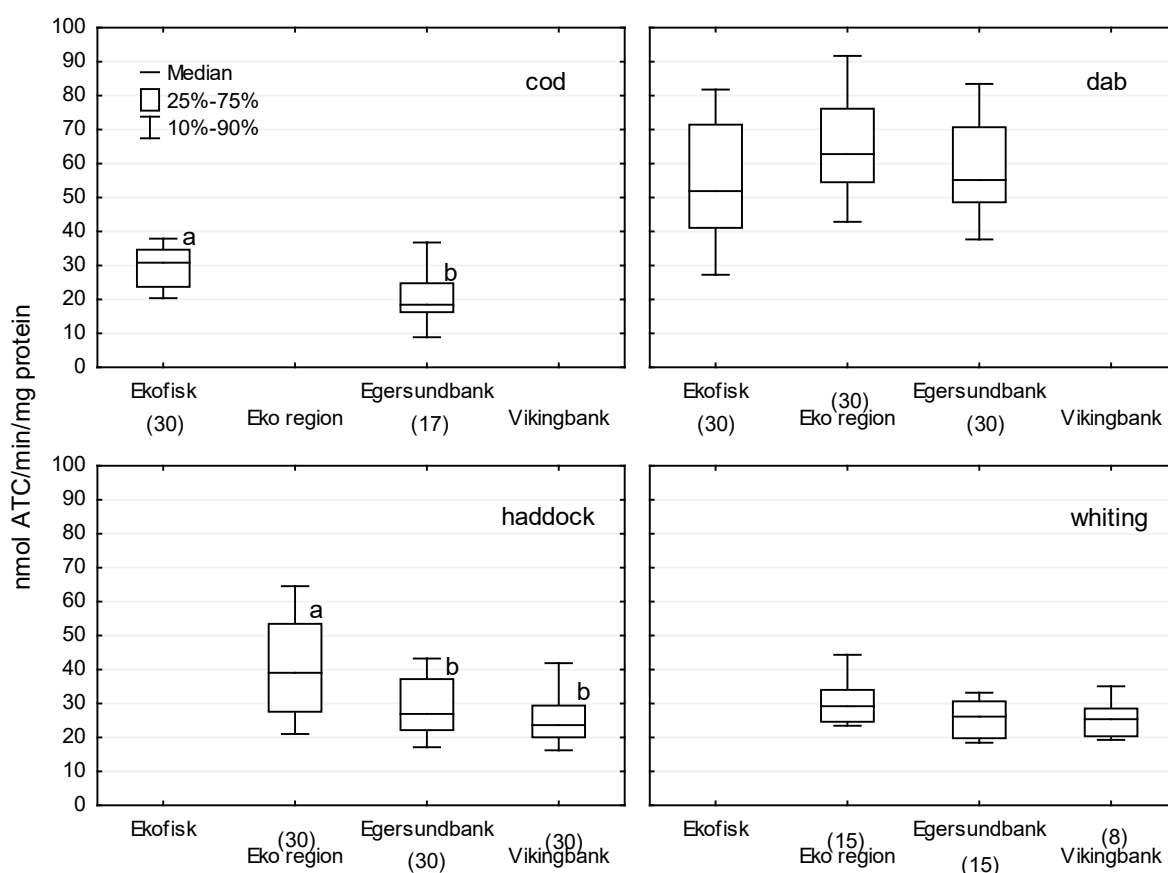 nmol ATC/min/mg protein
100
90
80
70
60
50
40
30
20
10
0
Median
25%-75%
10%-90%
cod
a
b
Ekofisk
(30)
Eko region
Egersundbank
(17)
Vikingbank
dab
Ekofisk
(30)
(30)
Eko region
Egersundbank
(30)
Vikingbank
100
90
80
70
60
50
40
30
20
10
0
haddock
a
b
b
Ekofisk
(30)
Eko region
Egersundbank
(30)
(30)
Vikingbank
whiting
Ekofisk
(15)
Eko region
Egersundbank
(15)
(8)
Vikingbank